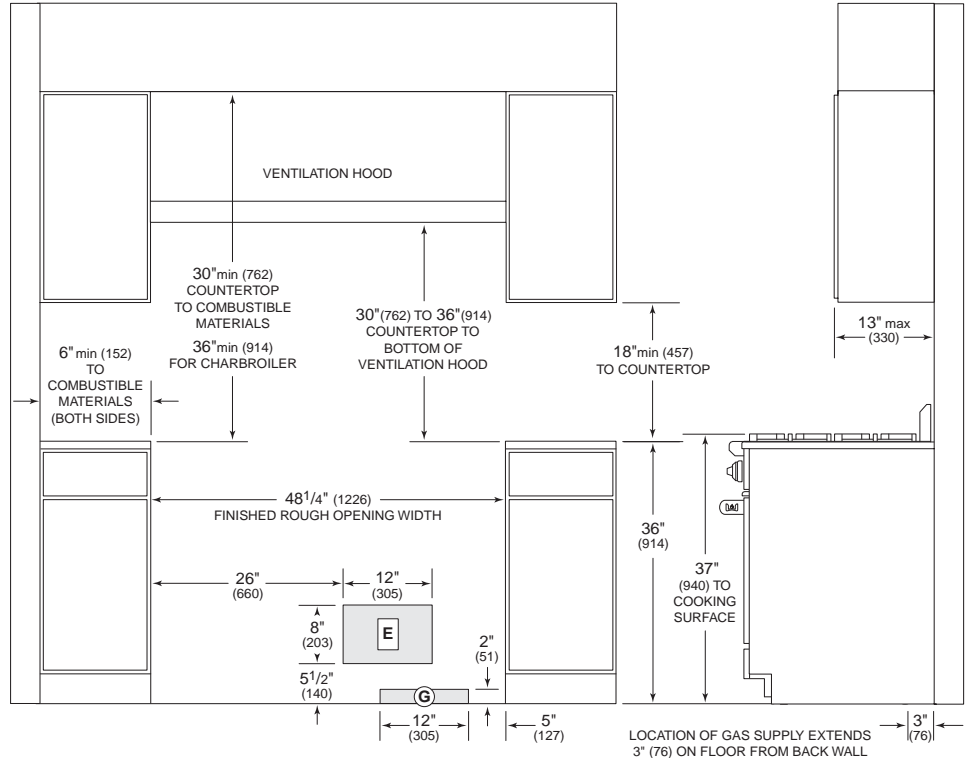 VENTILATION HOOD
30" min (762)
COUNTERTOP
TO COMBUSTIBLE
MATERIALS
36" min (914)
FOR CHARBROILER
30" (762) TO 36" (914)
COUNTERTOP TO
BOTTOM OF
VENTILATION HOOD
13" max
(330)
6" min (152)
TO
COMBUSTIBLE
MATERIALS
(BOTH SIDES)
18" min (457)
TO COUNTERTOP
48 1/4" (1226)
FINISHED ROUGH OPENING WIDTH
36"
(914)
37"
(940) TO
COOKING
SURFACE
26"
(660)
12"
(305)
8"
(203)
E
5 1/2"
(140)
2"
(51)
G
12"
(305)
5"
(127)
3"
(76)
LOCATION OF GAS SUPPLY EXTENDS
3" (76) ON FLOOR FROM BACK WALL